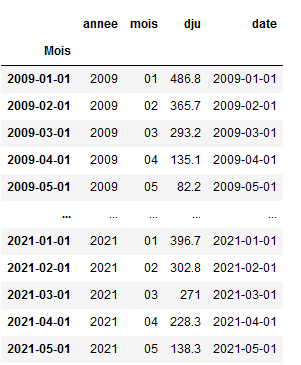 annee mois dju date
Mois
2009-01-01 2009 01 486.8 2009-01-01
2009-02-01 2009 02 365.7 2009-02-01
2009-03-01 2009 03 293.2 2009-03-01
2009-04-01 2009 04 135.1 2009-04-01
2009-05-01 2009 05 82.2 2009-05-01
... ... ... ... ...
2021-01-01 2021 01 396.7 2021-01-01
2021-02-01 2021 02 302.8 2021-02-01
2021-03-01 2021 03 271 2021-03-01
2021-04-01 2021 04 228.3 2021-04-01
2021-05-01 2021 05 138.3 2021-05-01